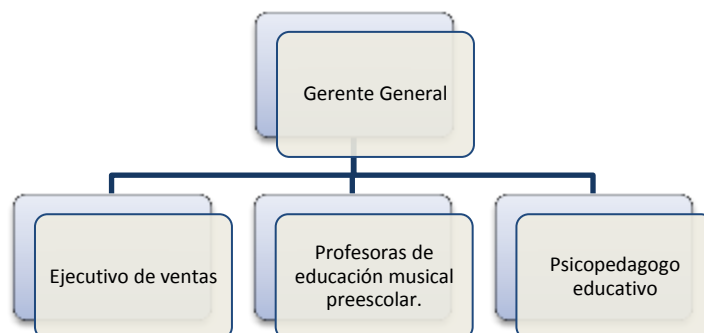 Gerente General
Ejecutivo de ventas
Profesoras de
educación musical
preescolar.
Psicopedagogo
educativo